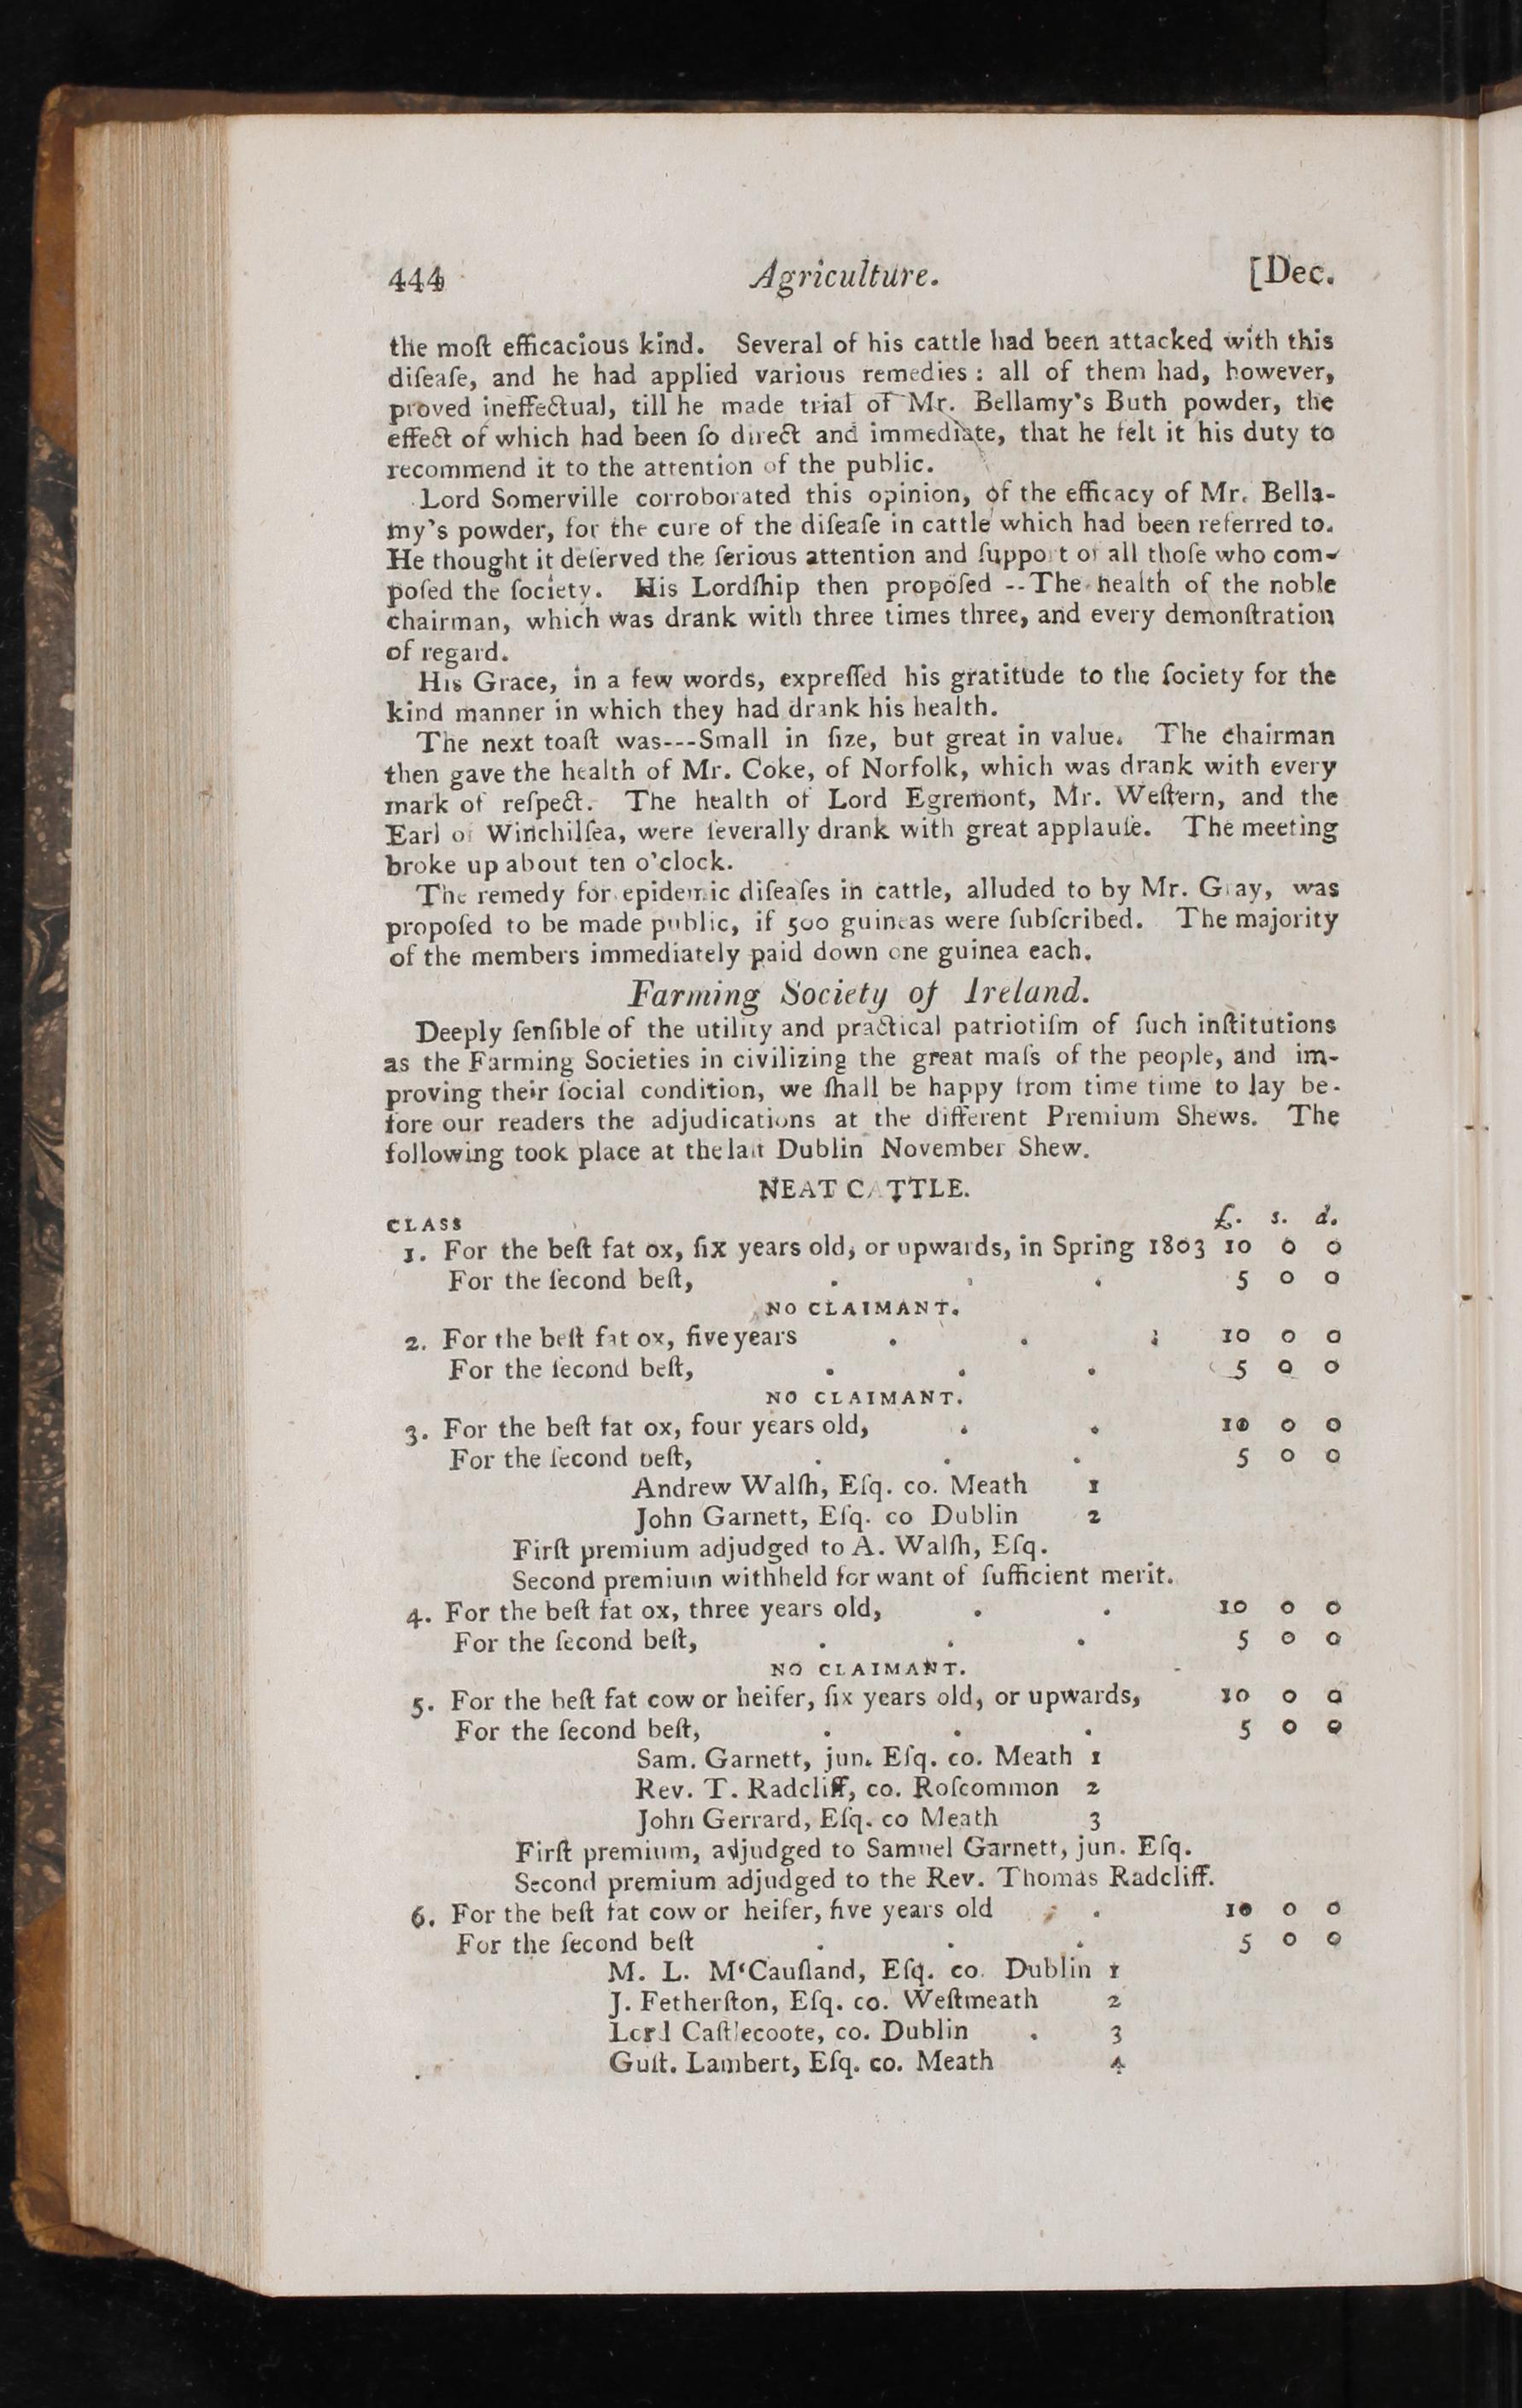 444 Agriculture. [Dec.
the moſt efficacious kind. Several of his cattle had been attacked with this
diſeaſe, and he had applied various remedies : all of them had, however,
proved ineffectual, till he made trial of Mr. Bellamy's Buth powder, the
effect of which had been ſo direct and immediate, that he felt it his duty to
recommend it to the attention of the public.
Lord Somerville corroborated this opinion, of the efficacy of Mr. Bella-
my's powder, for the cure of the diſeaſe in cattle which had been referred to.
He thought it deſerved the ſerious attention and ſupport of all thoſe who com-
poſed the ſociety. His Lordſhip then propoſed --The health of the noble
chairman, which was drank with three times three, and every demonſtration
of regard.
His Grace, in a few words, expreſſed his gratitude to the ſociety for the
kind manner in which they had drank his health.
The next toaſt was---Small in ſize, but great in value. The chairman
then gave the health of Mr. Coke, of Norfolk, which was drank with every
mark of reſpect. The health of Lord Egremont, Mr. Weſtern, and the
Earl of Winchilſea, were ſeverally drank with great applauſe. The meeting
broke up about ten o'clock.
The remedy for epidemic diſeaſes in cattle, alluded to by Mr. Gray, was
propoſed to be made public, if 500 guineas were ſubſcribed. The majority
of the members immediately paid down one guinea each.
Farming Society of Ireland.
Deeply ſenſible of the utility and practical patriotiſm of ſuch inſtitutions
as the Farming Societies in civilizing the great maſs of the people, and im-
proving their ſocial condition, we ſhall be happy from time time to lay be-
fore our readers the adjudications at the different Premium Shews. The
following took place at the laſt Dublin November Shew.
NEAT CATTLE.
CLASS £. s. d.
1. For the beſt fat ox, ſix years old, or upwards, in Spring 1803 10 0 0
For the ſecond beſt, . . . 5 0 0
NO CLAIMANT.
2. For the beſt fat ox, five years . . . 10 0 0
For the ſecond beſt, . . . 5 0 0
NO CLAIMANT.
3. For the beſt fat ox, four years old, . . 10 0 0
For the ſecond beſt, . . . 5 0 0
Andrew Walſh, Eſq. co. Meath 1
John Garnett, Eſq. co Dublin 2
Firſt premium adjudged to A. Walſh, Eſq.
Second premium withheld for want of ſufficient merit.
4. For the beſt fat ox, three years old, . . 10 0 0
For the ſecond beſt, . . . 5 0 0
NO CLAIMANT.
5. For the beſt fat cow or heifer, ſix years old, or upwards, 10 0 0
For the ſecond beſt, . . . 5 0 0
Sam. Garnett, jun. Eſq. co. Meath 1
Rev. T. Radcliff, co. Roſcommon 2
John Gerrard, Eſq. co Meath 3
Firſt premium, adjudged to Samuel Garnett, jun. Eſq.
Second premium adjudged to the Rev. Thomas Radcliff.
6. For the beſt fat cow or heifer, five years old . . 10 0 0
For the ſecond beſt . . . 5 0 0
M. L. M‘Cauſland, Eſq. co. Dublin 1
J. Fetherſton, Eſq. co. Weſtmeath 2
Lord Caſtlecoote, co. Dublin . 3
Guſt. Lambert, Eſq. co. Meath 4